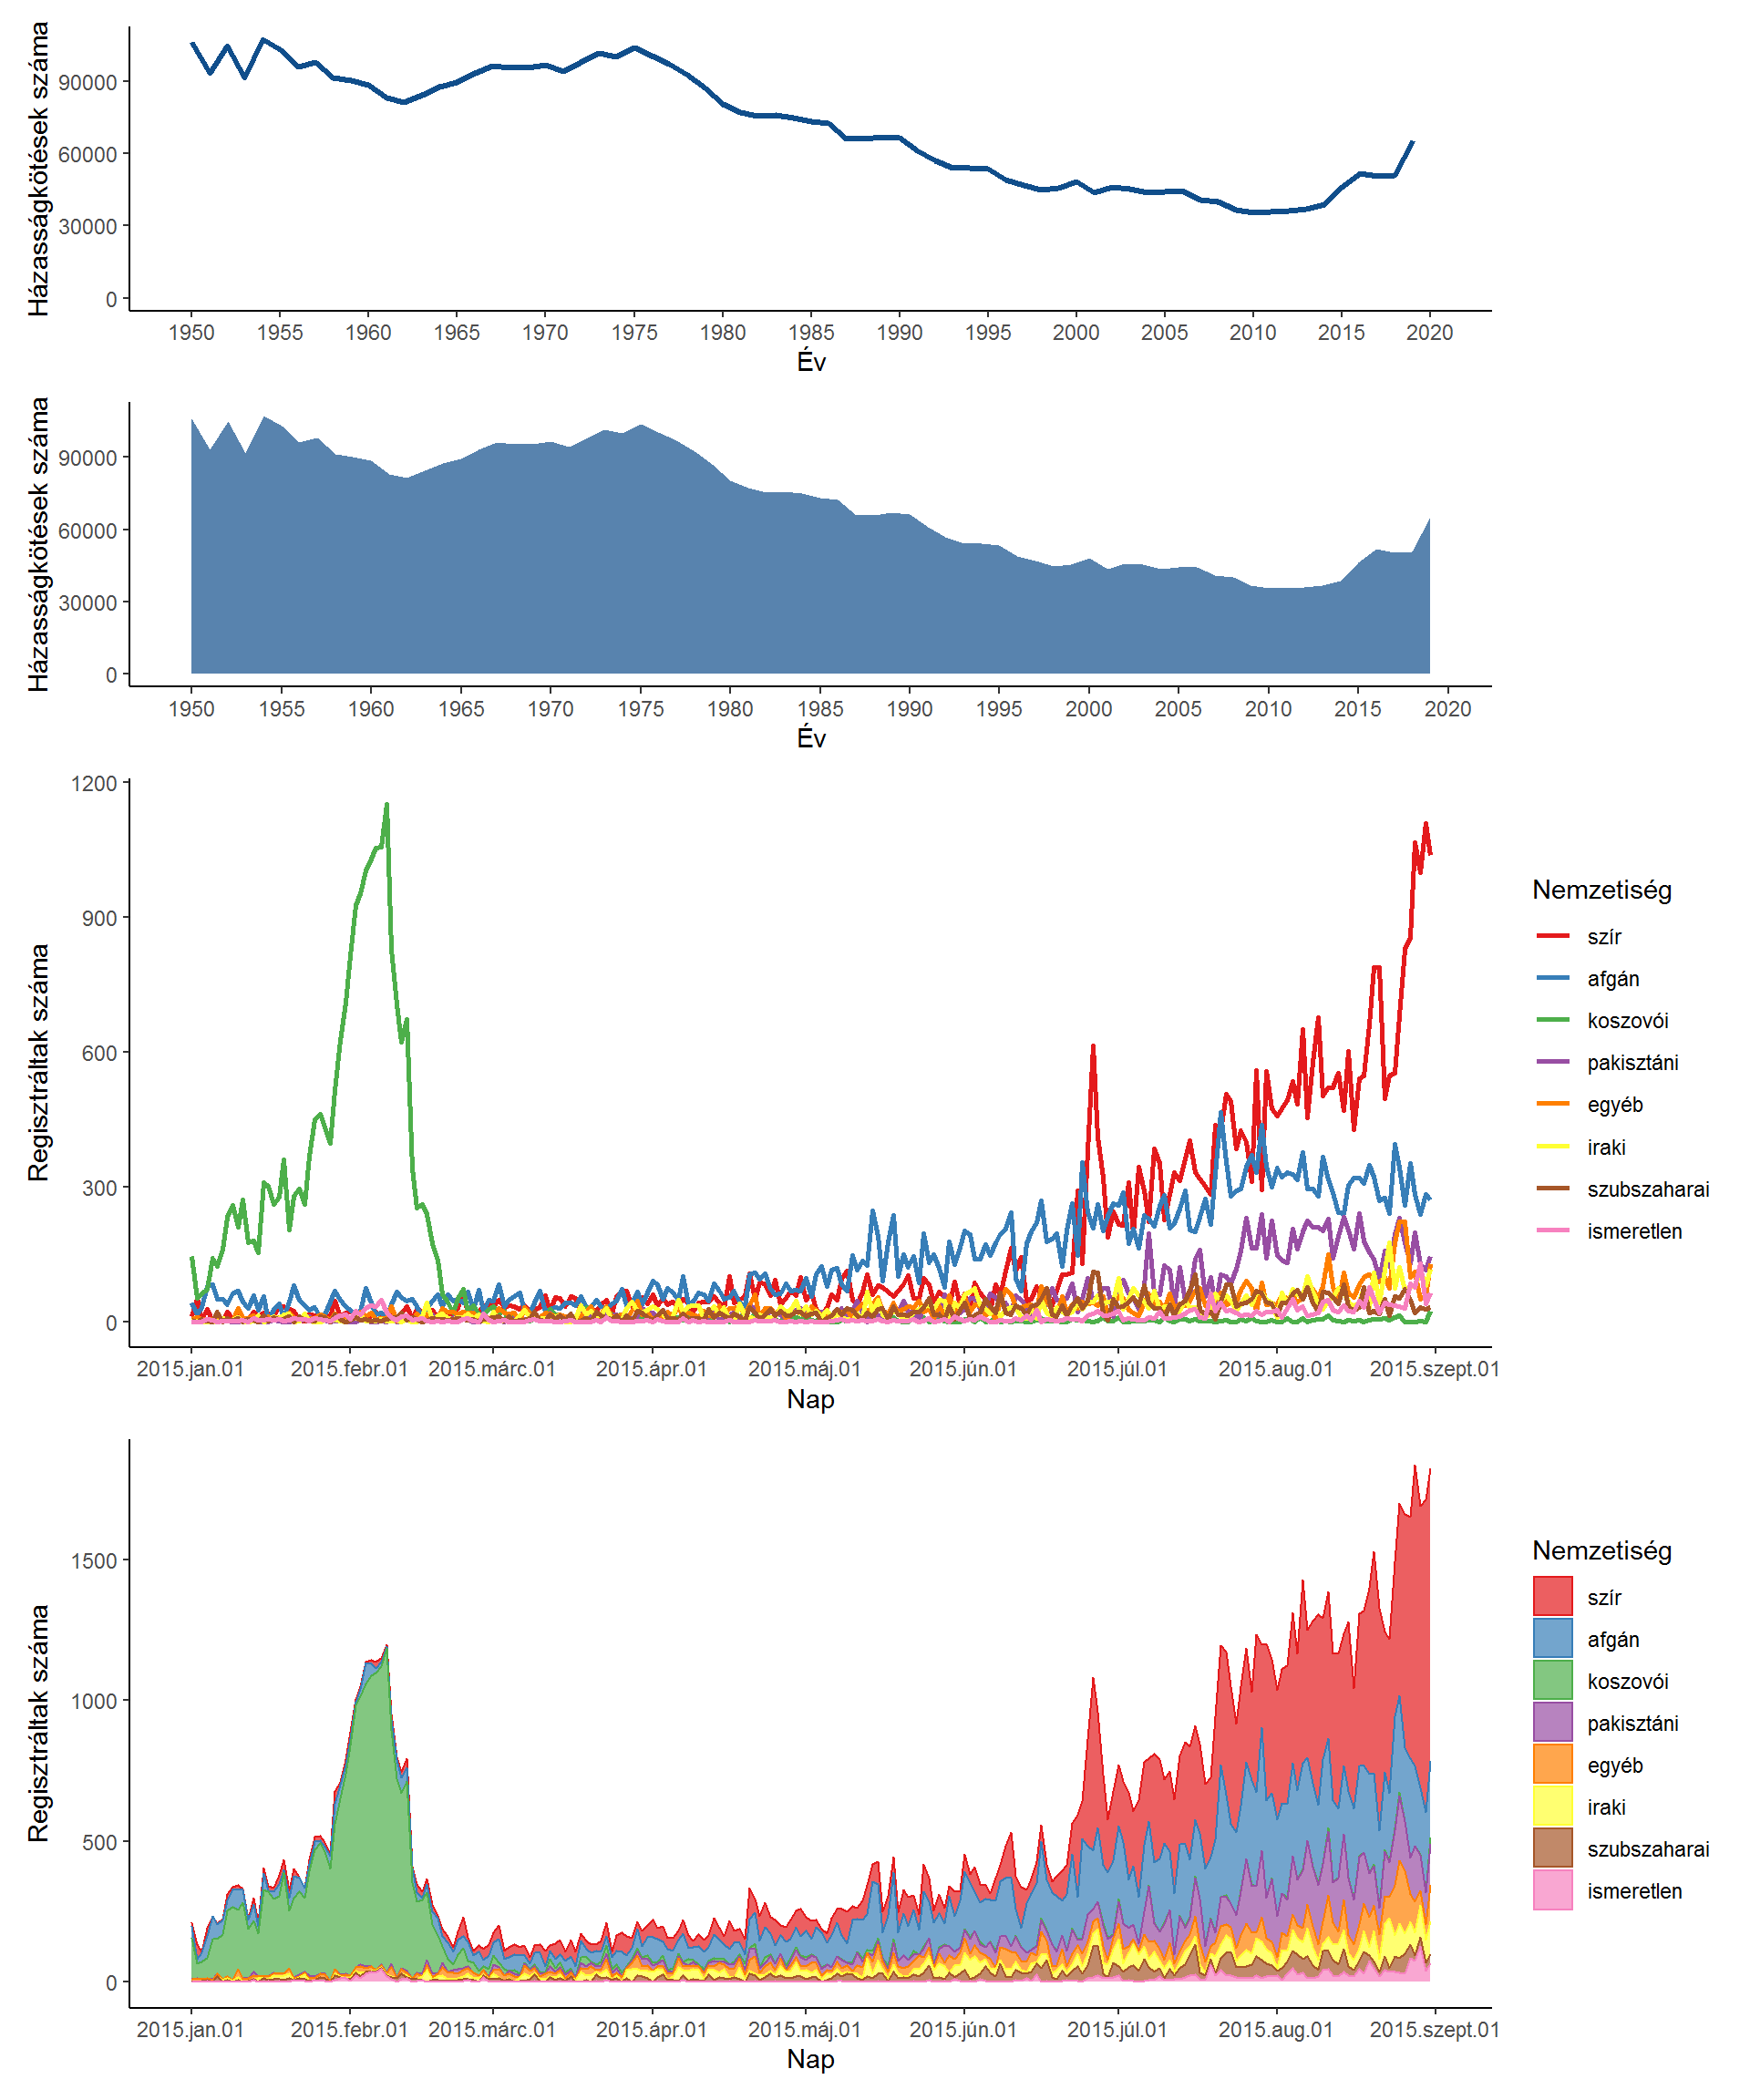 Házasságkötések száma
90000
60000
30000
0
1950 1955 1960 1965 1970 1975 1980 1985 1990 1995 2000 2005 2010 2015 2020
Év
Házasságkötések száma
90000
60000
30000
0
1950 1955 1960 1965 1970 1975 1980 1985 1990 1995 2000 2005 2010 2015 2020
Év
Regisztráltak száma
1200
900
600
300
0
2015.jan.01 2015.febr.01 2015.márc.01 2015.ápr.01 2015.máj.01 2015.jún.01 2015.júl.01 2015.aug.01 2015.szept.01
Nap
Nemzetiség
szír
afgán
koszovói
pakisztáni
egyéb
iraki
szubszaharai
ismeretlen
Regisztráltak száma
1500
1000
500
0
2015.jan.01 2015.febr.01 2015.márc.01 2015.ápr.01 2015.máj.01 2015.jún.01 2015.júl.01 2015.aug.01 2015.szept.01
Nap
Nemzetiség
szír
afgán
koszovói
pakisztáni
egyéb
iraki
szubszaharai
ismeretlen